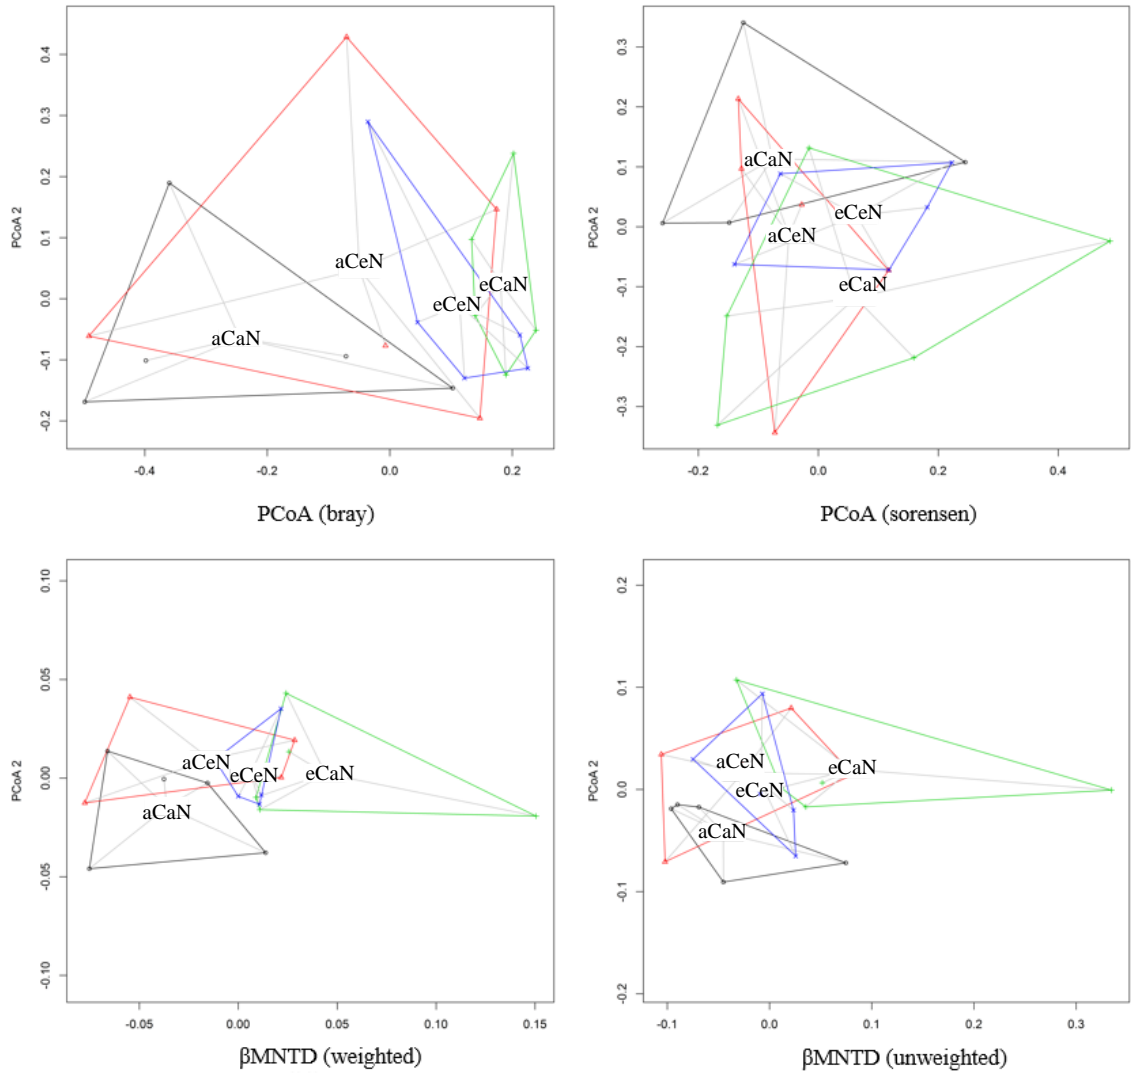 0.4
0.3
0.2
0.1
0.0
-0.1
-0.2
PCoA 2
aCeN
eCaN
eCeN
aCaN
-0.4 -0.2 0.0 0.2
PCoA (bray)
0.3
0.2
0.1
0.0
-0.1
-0.2
-0.3
PCoA 2
aCaN
eCeN
aCeN
eCaN
-0.2 0.0 0.2 0.4
PCoA (sorensen)
0.10
0.05
0.00
-0.05
-0.10
PCoA 2
aCeN
eCeN
eCaN
aCaN
-0.05 0.00 0.05 0.10 0.15
βMNTD (weighted)
0.2
0.1
0.0
-0.1
-0.2
PCoA 2
aCeN
eCaN
eCeN
aCaN
-0.1 0.0 0.1 0.2 0.3
βMNTD (unweighted)